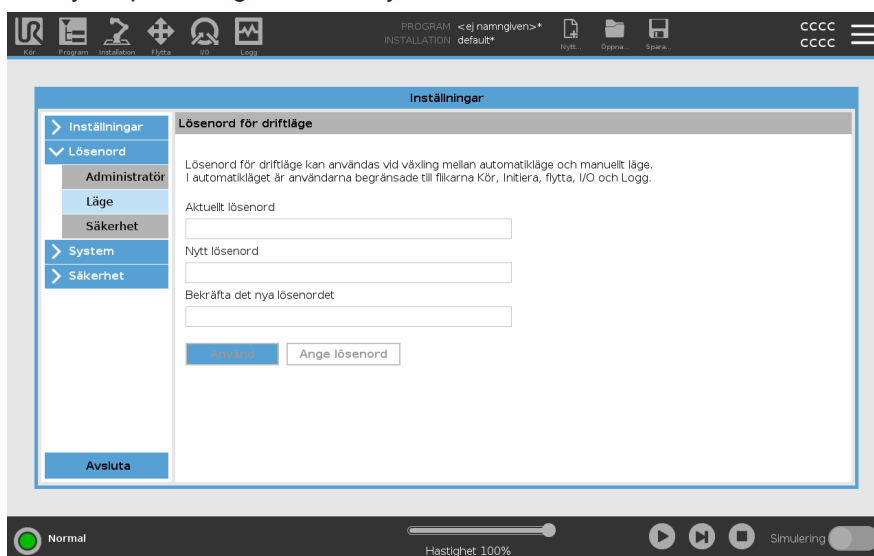 PROGRAM <ej namngiven>*
INSTALLATION default*
CCCC
CCCC
Kör Program Installation Flytta I/O Logg Nytt... Öppna... Spara...
Inställningar
Inställningar
Lösenord
Administratör
Läge
Säkerhet
System
Säkerhet
Avsluta
Lösenord för driftläge
Lösenord för driftläge kan användas vid växling mellan automatikläge och manuellt läge.
I automatikläget är användarna begränsade till flikarna Kör, Initiera, flytta, I/O och Logg.
Aktuellt lösenord
Nytt lösenord
Bekräfta det nya lösenordet
Använd Ange lösenord
Normal
Hastighet 100%
Simulering